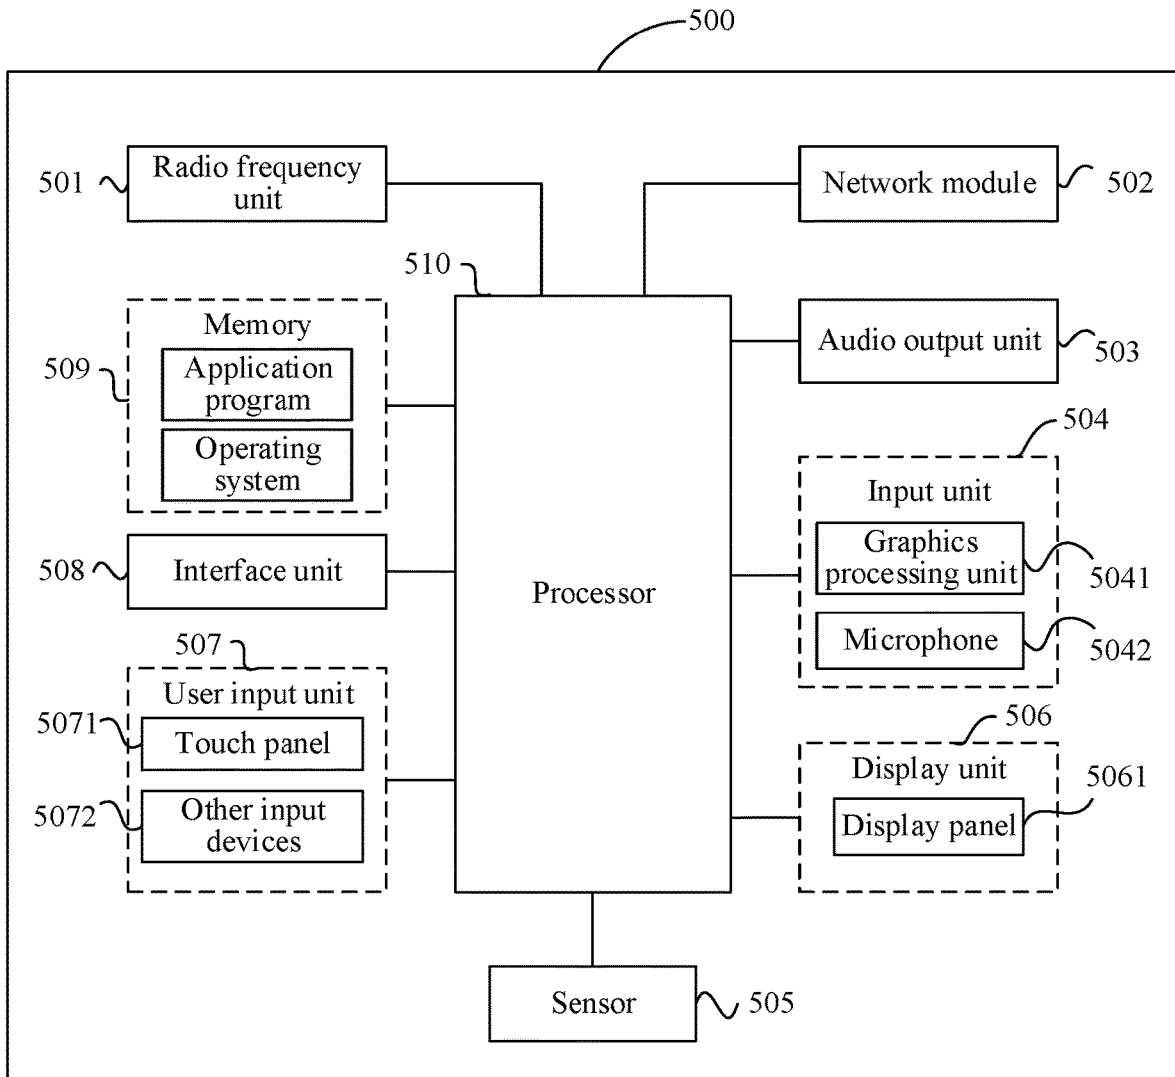 500
501
Radio frequency
unit
Network module
502
510
Memory
509
Application
program
Operating
system
Audio output unit
503
504
Input unit
Graphics
processing unit
5041
Microphone
5042
508
Interface unit
Processor
507
User input unit
5071
Touch panel
5072
Other input
devices
506
Display unit
5061
Display panel
Sensor
505